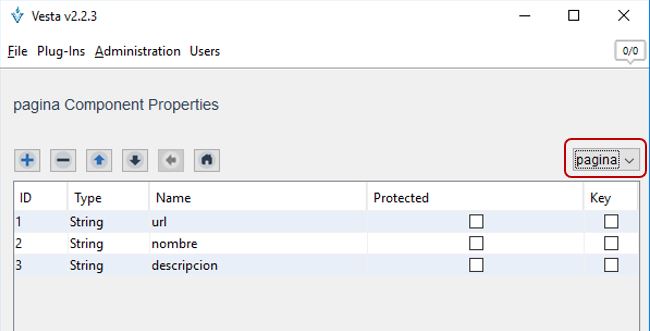 Vesta v2.2.3
File Plug-Ins Administration Users
0/0
pagina Component Properties
pagina
ID Type Name Protected Key
1 String url
2 String nombre
3 String descripcion